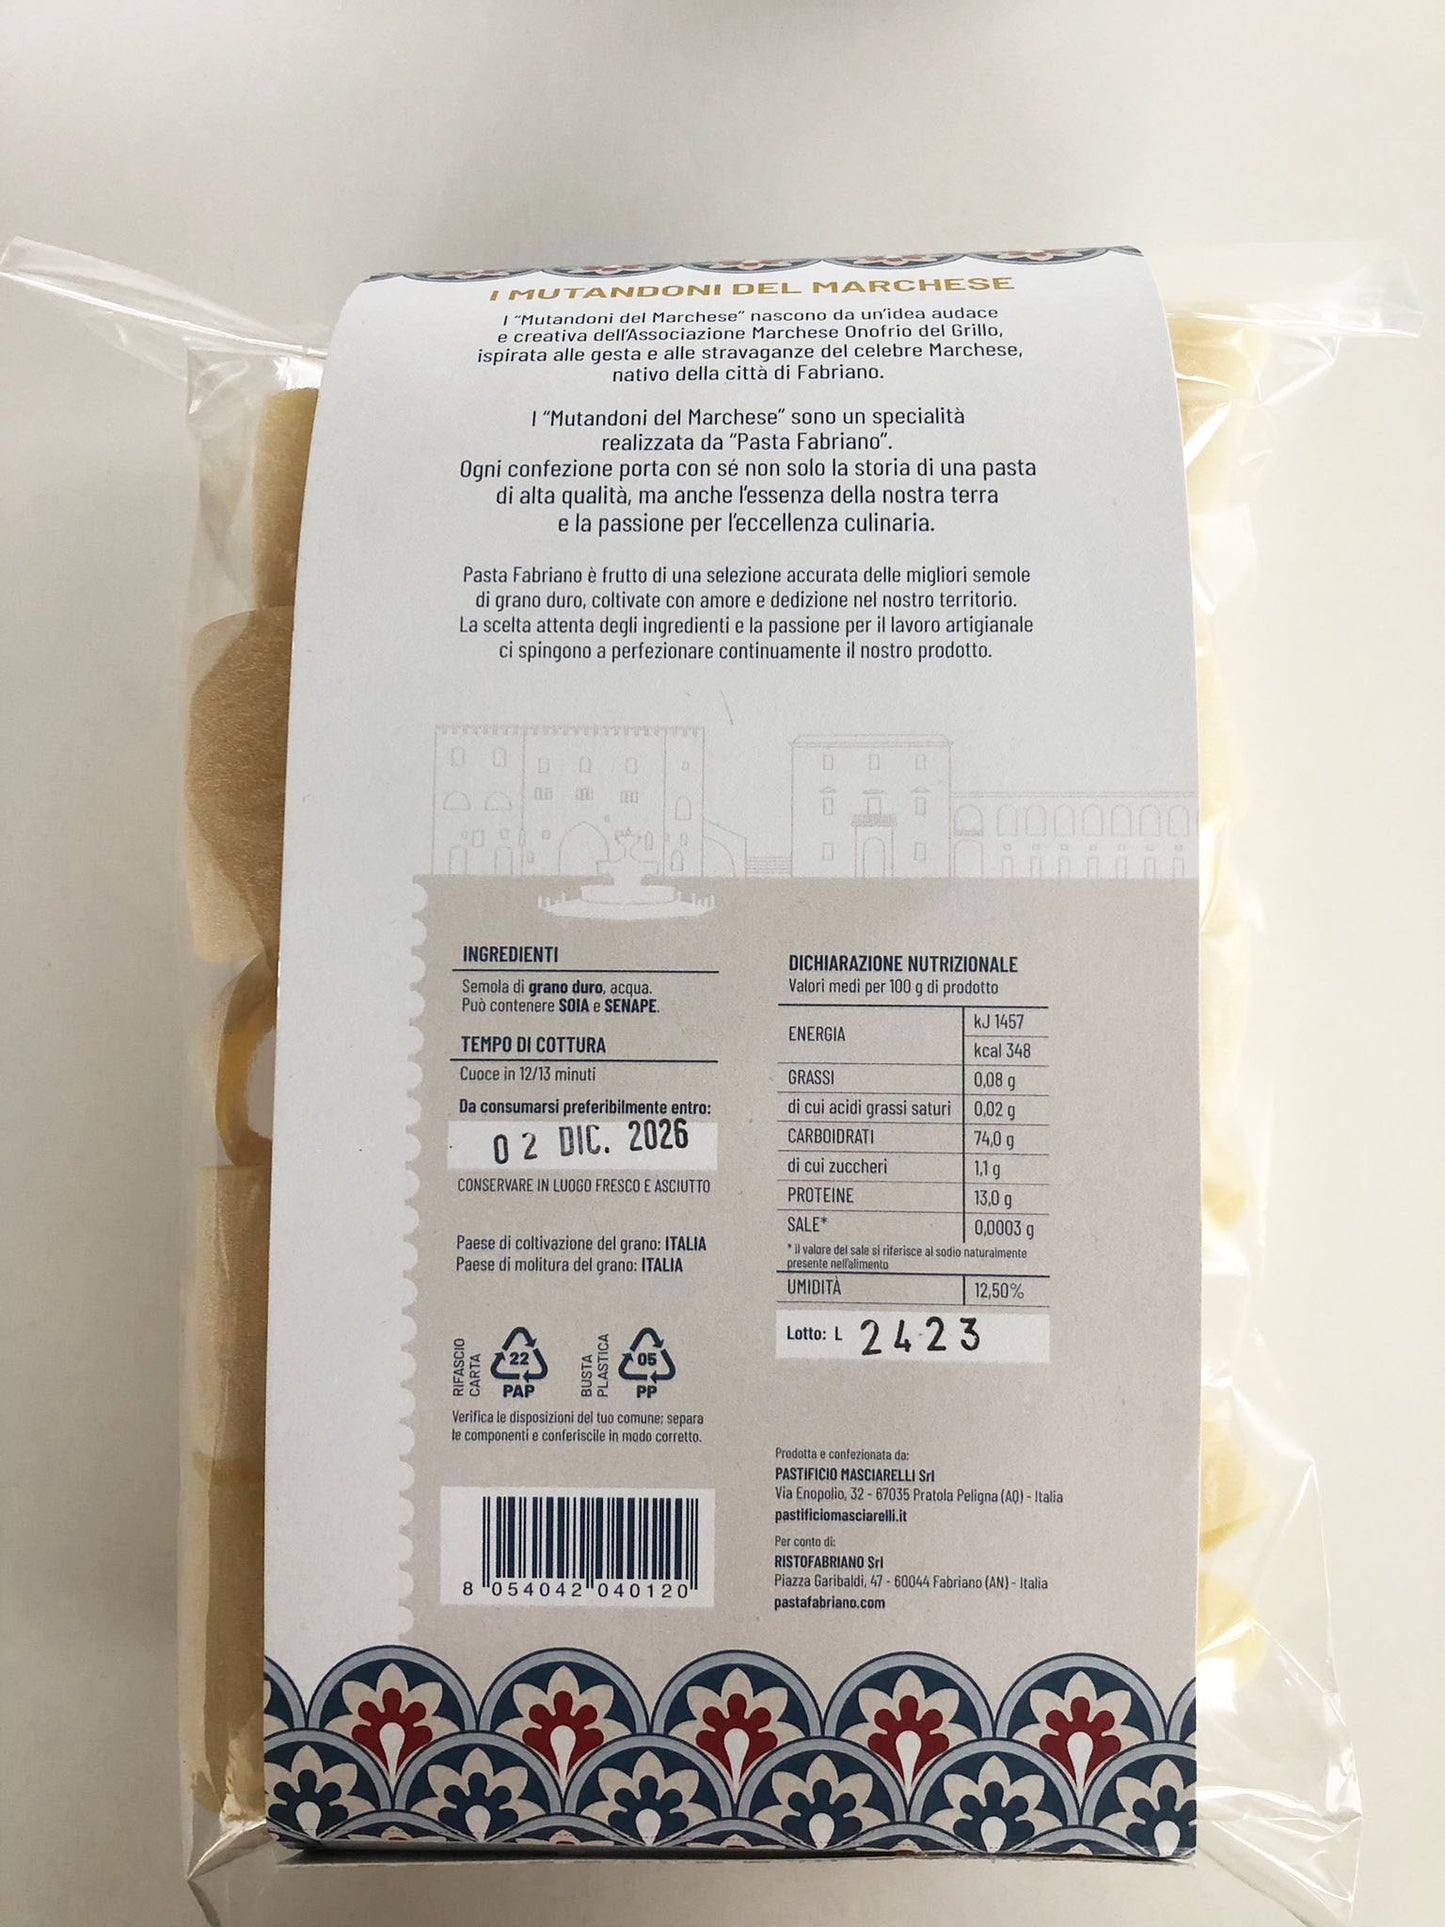 I MUTANDONI DEL MARCHESE
I "Mutandoni del Marchese" nascono da un'idea audace
e creativa dell'Associazione Marchese Onofrio del Grillo,
ispirata alle gesta e alle stravaganze del celebre Marchese,
nativo della città di Fabriano.
I "Mutandoni del Marchese" sono un specialità
realizzata da "Pasta Fabriano".
Ogni confezione porta con sé non solo la storia di una pasta
di alta qualità, ma anche l'essenza della nostra terra
e la passione per l'eccellenza culinaria.
Pasta Fabriano è frutto di una selezione accurata delle migliori semole
di grano duro, coltivate con amore e dedizione nel nostro territorio.
La scelta attenta degli ingredienti e la passione per il lavoro artigianale
ci spingono a perfezionare continuamente il nostro prodotto.
INGREDIENTI
Semola di grano duro, acqua.
Può contenere SOIA e SENAPE.
TEMPO DI COTTURA
Cuoce in 12/13 minuti
Da consumarsi preferibilmente entro:
02 DIC. 2026
CONSERVARE IN LUOGO FRESCO E ASCIUTTO
Paese di coltivazione del grano: ITALIA
Paese di molitura del grano: ITALIA
RIFASCIO
CARTA
22
PAP
BUSTA
PLASTICA
05
PP
Verifica le disposizioni del tuo comune; separa
le componenti e conferiscile in modo corretto.
8 054042 040120
DICHIARAZIONE NUTRIZIONALE
Valori medi per 100 g di prodotto
ENERGIA kJ 1457
kcal 348
GRASSI 0,08 g
di cui acidi grassi saturi 0,02 g
CARBOIDRATI 74,0 g
di cui zuccheri 1,1 g
PROTEINE 13,0 g
SALE* 0,0003 g
* il valore del sale si riferisce al sodio naturalmente
presente nell'alimento
UMIDITÀ 12,50%
Lotto: L 2423
Prodotta e confezionata da:
PASTIFICIO MASCIARELLI Srl
Via Enopolio, 32 - 67035 Pratola Peligna (AQ) - Italia
pastificiomasciarelli.it
Per conto di:
RISTOFABRIANO Srl
Piazza Garibaldi, 47 - 60044 Fabriano (AN) - Italia
pastafabriano.com